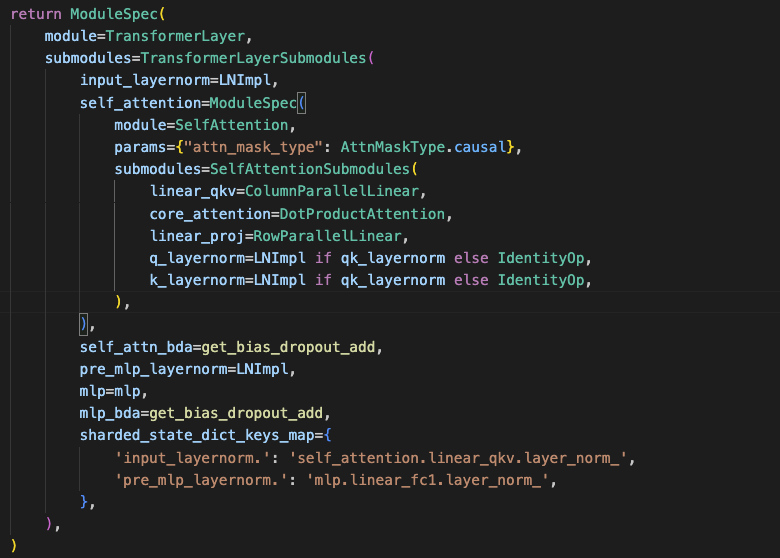 return ModuleSpec(
    module=TransformerLayer,
    submodules=TransformerLayerSubmodules(
        input_layernorm=LNImpl,
        self_attention=ModuleSpec(
            module=SelfAttention,
            params={"attn_mask_type": AttnMaskType.causal},
            submodules=SelfAttentionSubmodules(
                linear_qkv=ColumnParallelLinear,
                core_attention=DotProductAttention,
                linear_proj=RowParallelLinear,
                q_layernorm=LNImpl if qk_layernorm else IdentityOp,
                k_layernorm=LNImpl if qk_layernorm else IdentityOp,
            ),
        ),
        self_attn_bda=get_bias_dropout_add,
        pre_mlp_layernorm=LNImpl,
        mlp=mlp,
        mlp_bda=get_bias_dropout_add,
        sharded_state_dict_keys_map={
            'input_layernorm.': 'self_attention.linear_qkv.layer_norm_',
            'pre_mlp_layernorm.': 'mlp.linear_fc1.layer_norm_',
        },
    ),
)